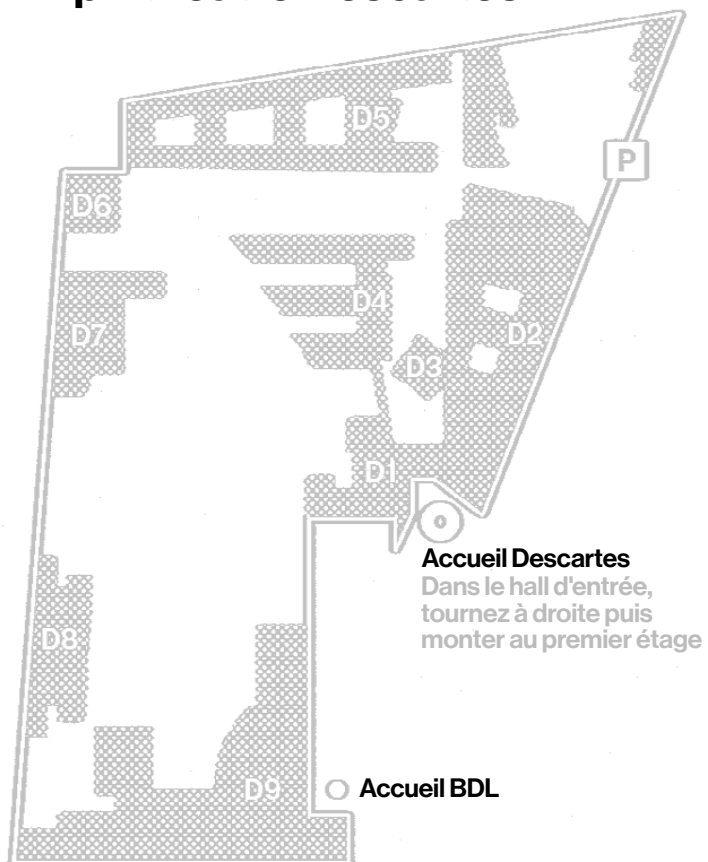 D5
P
D6
D4
D2
D7
D3
D1
Accueil Descartes
Dans le hall d'entrée,
tournez à droite puis
monter au premier étage
D8
D9
Accueil BDL